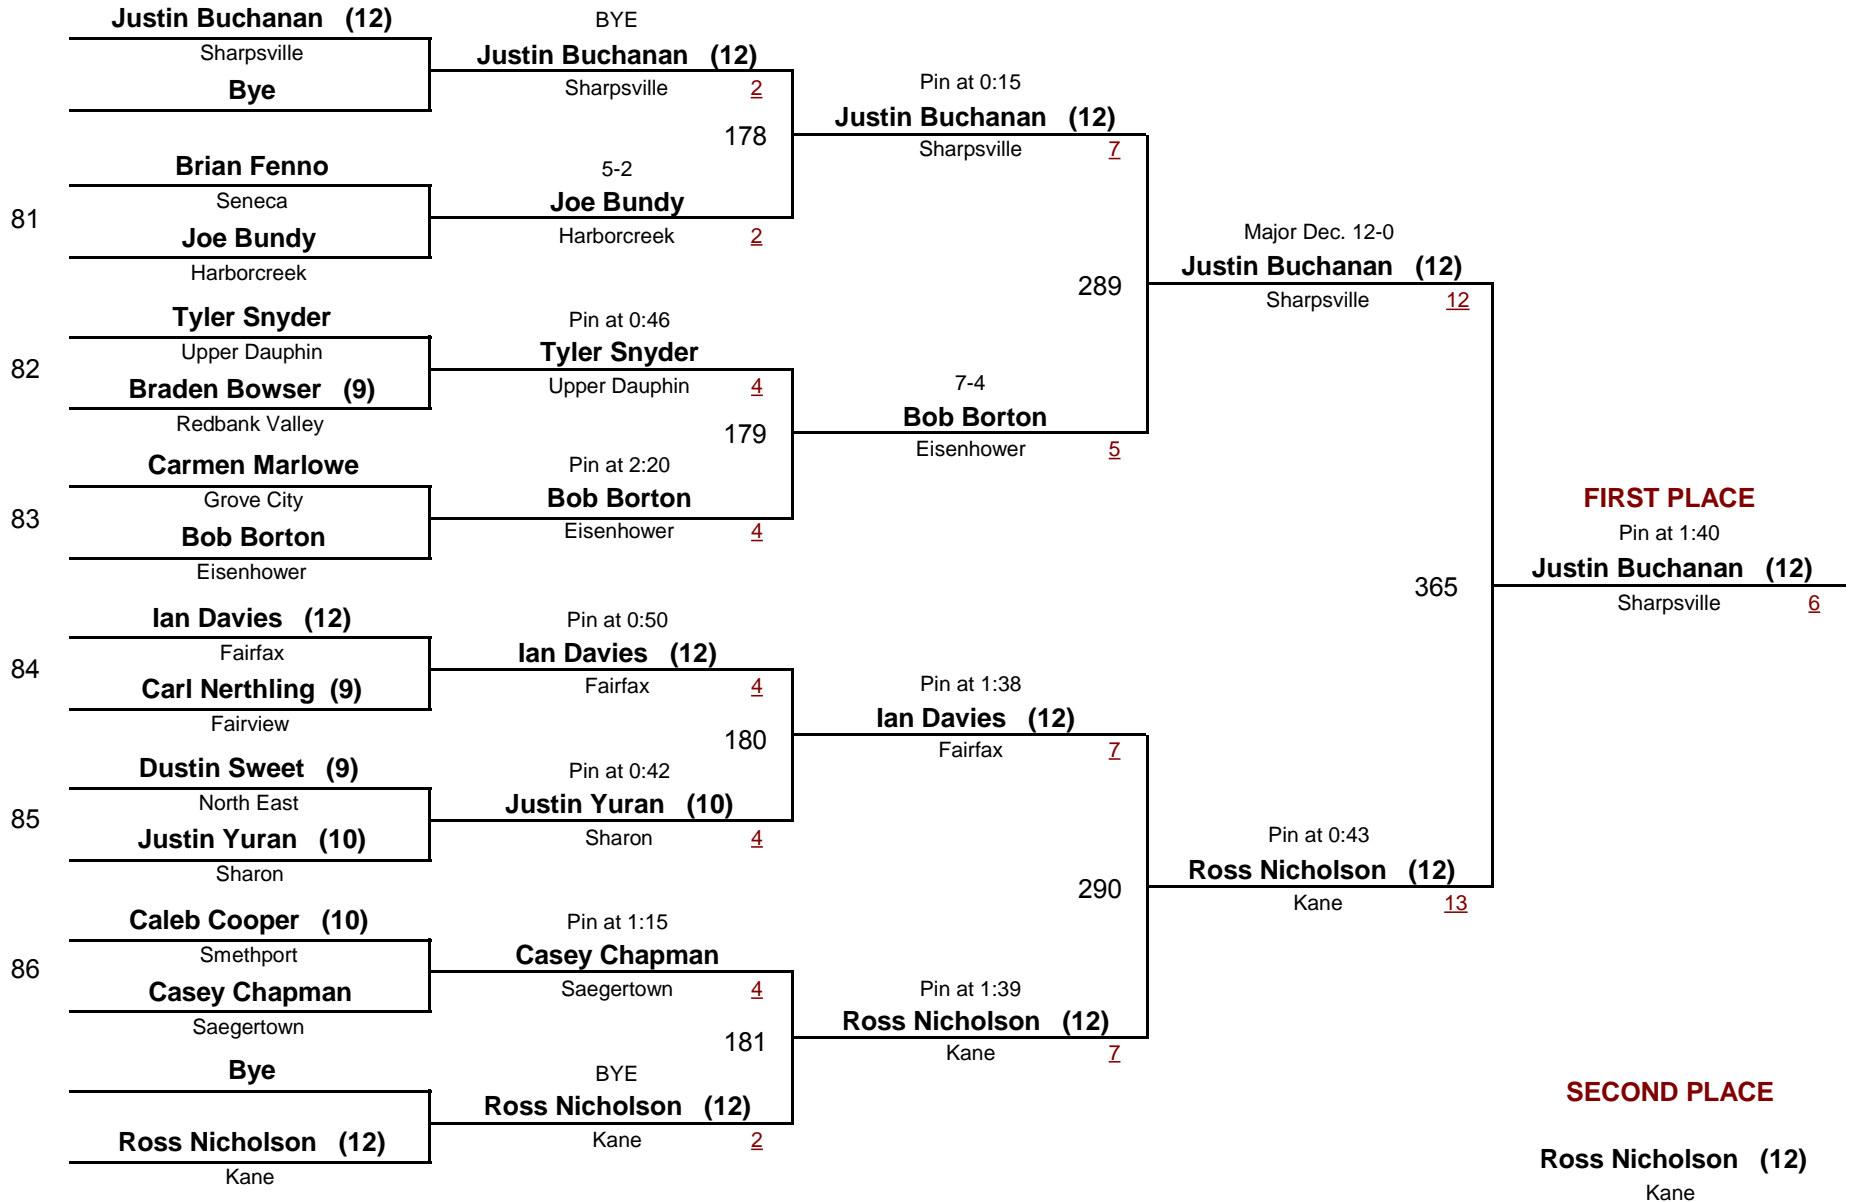 Justin Buchanan (12)
Sharpsville
Bye
81
Brian Fenno
Seneca
Joe Bundy
Harborcreek
82
Tyler Snyder
Upper Dauphin
Braden Bowser (9)
Redbank Valley
83
Carmen Marlowe
Grove City
Bob Borton
Eisenhower
84
Ian Davies (12)
Fairfax
Carl Nerthling (9)
Fairview
85
Dustin Sweet (9)
North East
Justin Yuran (10)
Sharon
86
Caleb Cooper (10)
Smethport
Casey Chapman
Saegertown
Bye
Ross Nicholson (12)
Kane
BYE
Justin Buchanan (12)
Sharpsville 2
178
5-2
Joe Bundy
Harborcreek 2
Pin at 0:46
Tyler Snyder
Upper Dauphin 4
179
Pin at 2:20
Bob Borton
Eisenhower 4
Pin at 0:50
Ian Davies (12)
Fairfax 4
180
Pin at 0:42
Justin Yuran (10)
Sharon 4
Pin at 1:15
Casey Chapman
Saegertown 4
181
BYE
Ross Nicholson (12)
Kane 2
Pin at 0:15
Justin Buchanan (12)
Sharpsville 7
289
7-4
Bob Borton
Eisenhower 5
Pin at 1:38
Ian Davies (12)
Fairfax 7
290
Pin at 1:39
Ross Nicholson (12)
Kane 7
Major Dec. 12-0
Justin Buchanan (12)
Sharpsville 12
365
Pin at 0:43
Ross Nicholson (12)
Kane 13
FIRST PLACE
Pin at 1:40
Justin Buchanan (12)
Sharpsville 6
SECOND PLACE
Ross Nicholson (12)
Kane